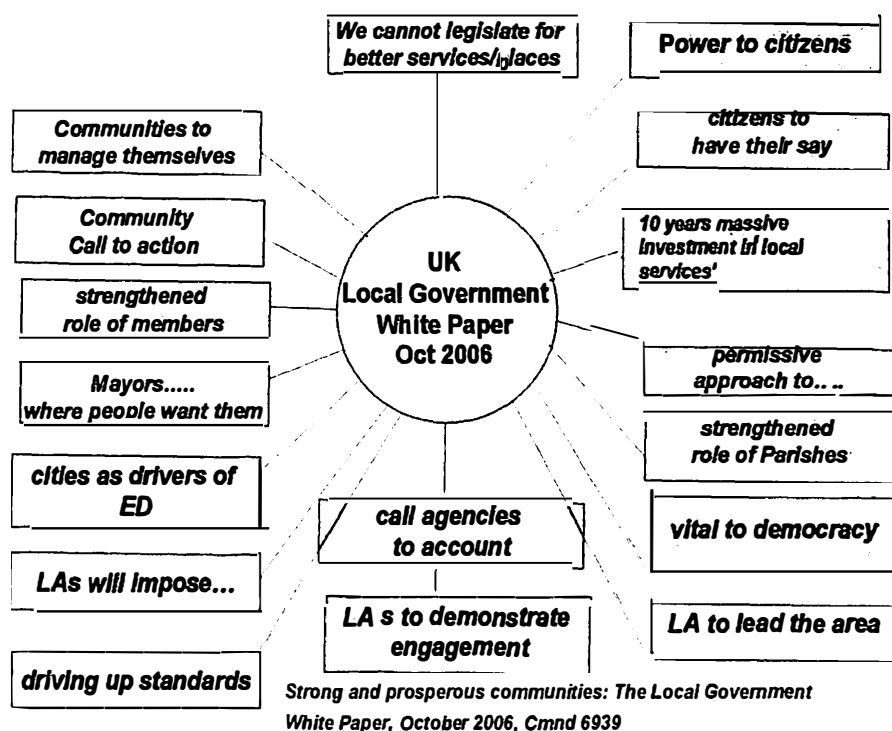 We cannot legislate for
better services/places
Power to citizens
Communities to
manage themselves
citizens to
have their say
Community
Call to action
10 years massive
investment in local
services'
UK
Local Government
White Paper
Oct 2006
strengthened
role of members
permissive
approach to.. ..
Mayors.....
where people want them
strengthened
role of Parishes
cities as drivers of
ED
call agencies
to account
vital to democracy
LAs will impose...
LA s to demonstrate
engagement
LA to lead the area
driving up standards
Strong and prosperous communities: The Local Government
White Paper, October 2006, Cmnd 6939